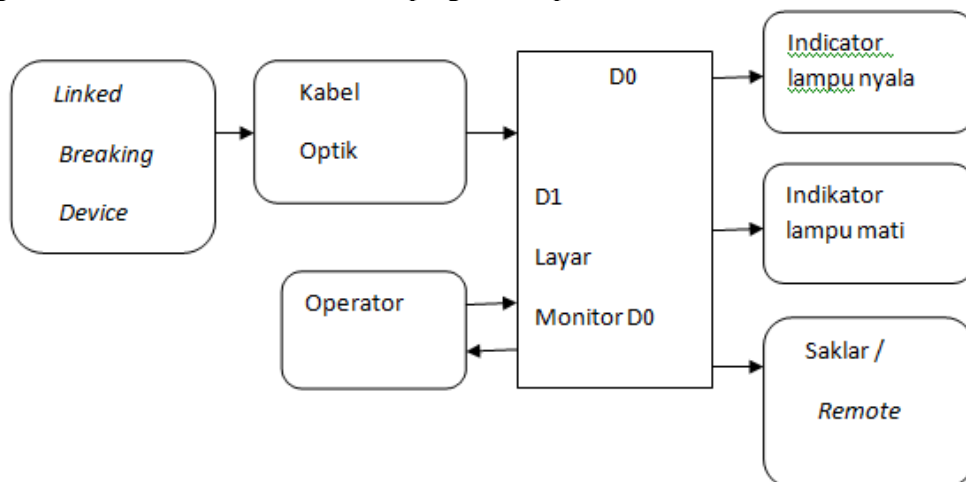 Linked
Breaking
Device
Kabel
Optik
Operator
D0
D1
Layar
Monitor D0
Indicator
lampu nyala
Indikator
lampu mati
Saklar /
Remote